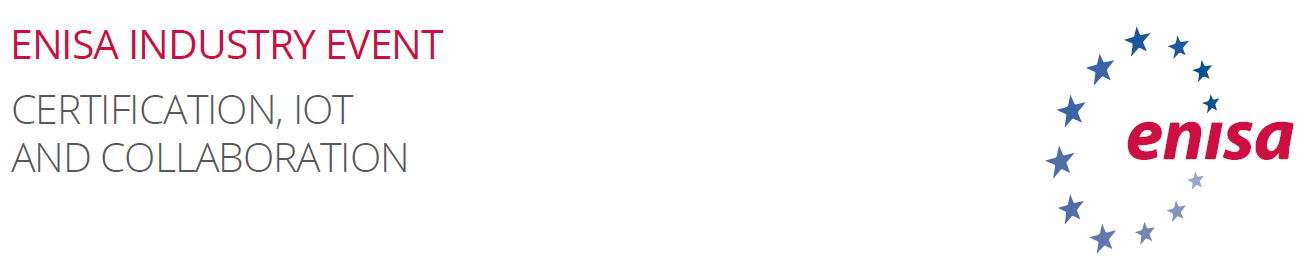 ENISA INDUSTRY EVENT
CERTIFICATION, IOT
AND COLLABORATION
enisa